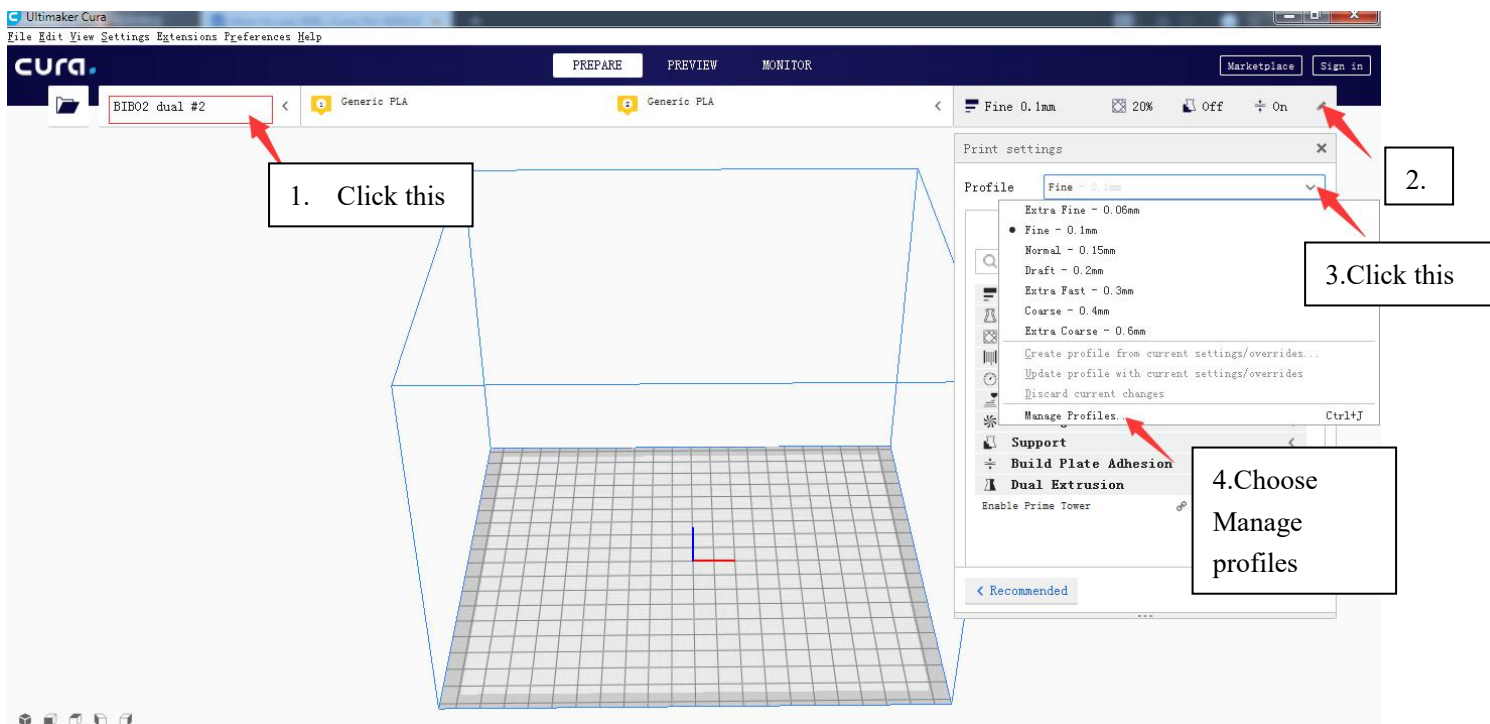 Ultimaker Cura
File Edit View Settings Extensions Preferences Help
cura.
PREPARE PREVIEW MONITOR
Marketplace Sign in
BIBO2 dual #2
1 Generic PLA
2 Generic PLA
Fine 0.1mm 20% Off On
1. Click this
Print settings
Profile Fine - 0.1mm
2.
Extra Fine - 0.06mm
Fine - 0.1mm
Normal - 0.15mm
Draft - 0.2mm
Extra Fast - 0.3mm
Coarse - 0.4mm
Extra Coarse - 0.6mm
3.Click this
Create profile from current settings/overrides...
Update profile with current settings/overrides
Discard current changes
Manage Profiles.. Ctrl+J
Support
Build Plate Adhesion
Dual Extrusion
Enable Prime Tower
4.Choose
Manage
profiles
Recommended